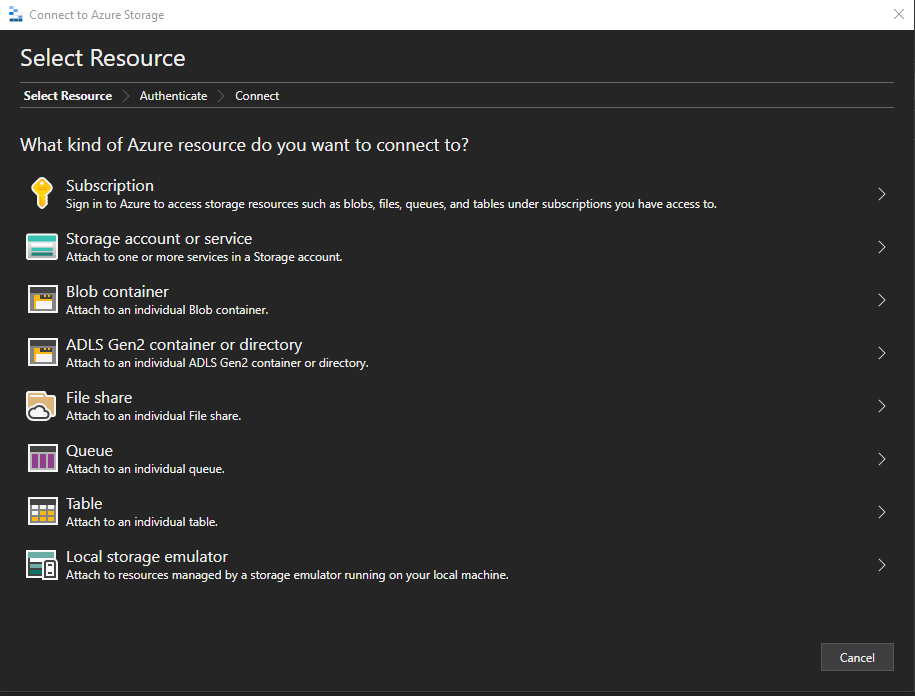 Connect to Azure Storage
Select Resource
Select Resource Authenticate Connect
What kind of Azure resource do you want to connect to?
Subscription
Sign in to Azure to access storage resources such as blobs, files, queues, and tables under subscriptions you have access to.
Storage account or service
Attach to one or more services in a Storage account.
Blob container
Attach to an individual Blob container.
ADLS Gen2 container or directory
Attach to an individual ADLS Gen2 container or directory.
File share
Attach to an individual File share.
Queue
Attach to an individual queue.
Table
Attach to an individual table.
Local storage emulator
Attach to resources managed by a storage emulator running on your local machine.
Cancel